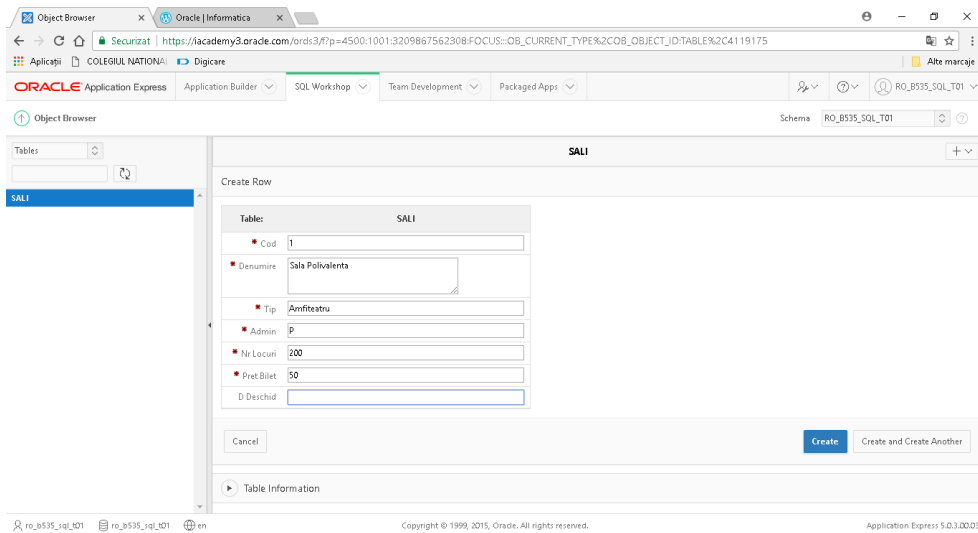 Object Browser
Oracle | Informatica
Securizat | https://iacademy3.oracle.com/ords3/f?p=4500:1001:3209867562308:FOCUS:::OB_CURRENT_TYPE%2COB_OBJECT_ID:TABLE%2C4119175
Aplicații COLEGIUL NATIONAL Digicare Alte marcaje
ORACLE Application Express Application Builder SQL Workshop Team Development Packaged Apps RO_B535_SQL_T01
Object Browser Schema RO_B535_SQL_T01
Tables
SALI
SALI
Create Row
Table: SALI
* Cod 1
* Denumire Sala Polivalenta
* Tip Amfiteatru
* Admin P
* Nr Locuri 200
* Pret Bilet 50
D Deschid
Cancel Create Create and Create Another
Table Information
ro_b535_sql_t01 ro_b535_sql_t01 en Copyright © 1999, 2015, Oracle. All rights reserved. Application Express 5.0.3.00.03